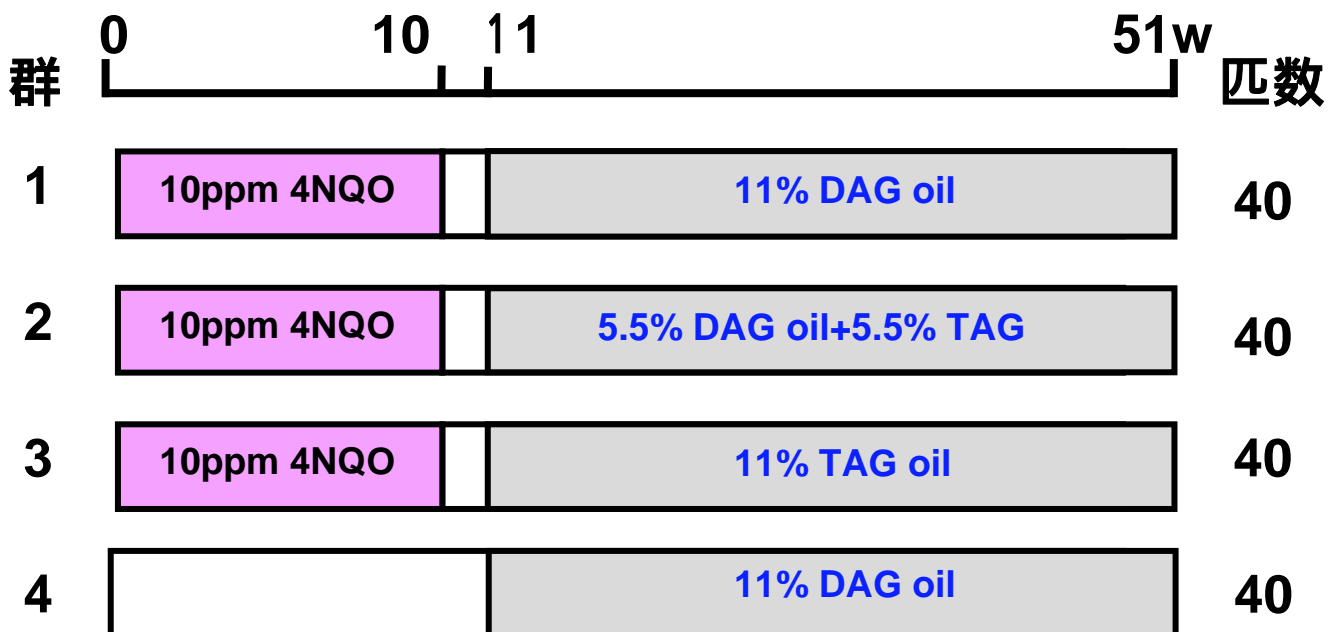 0 10 11 51w
群 匹数
1 10ppm 4NQO 11% DAG oil 40
2 10ppm 4NQO 5.5% DAG oil+5.5% TAG 40
3 10ppm 4NQO 11% TAG oil 40
4 11% DAG oil 40